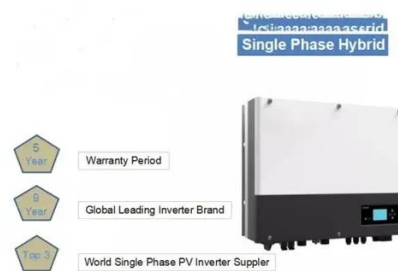 Single Phase Hybrid
5
Year
Warranty Period
9
Year
Global Leading Inverter Brand
Top 3
World Single Phase PV Inverter Suppler